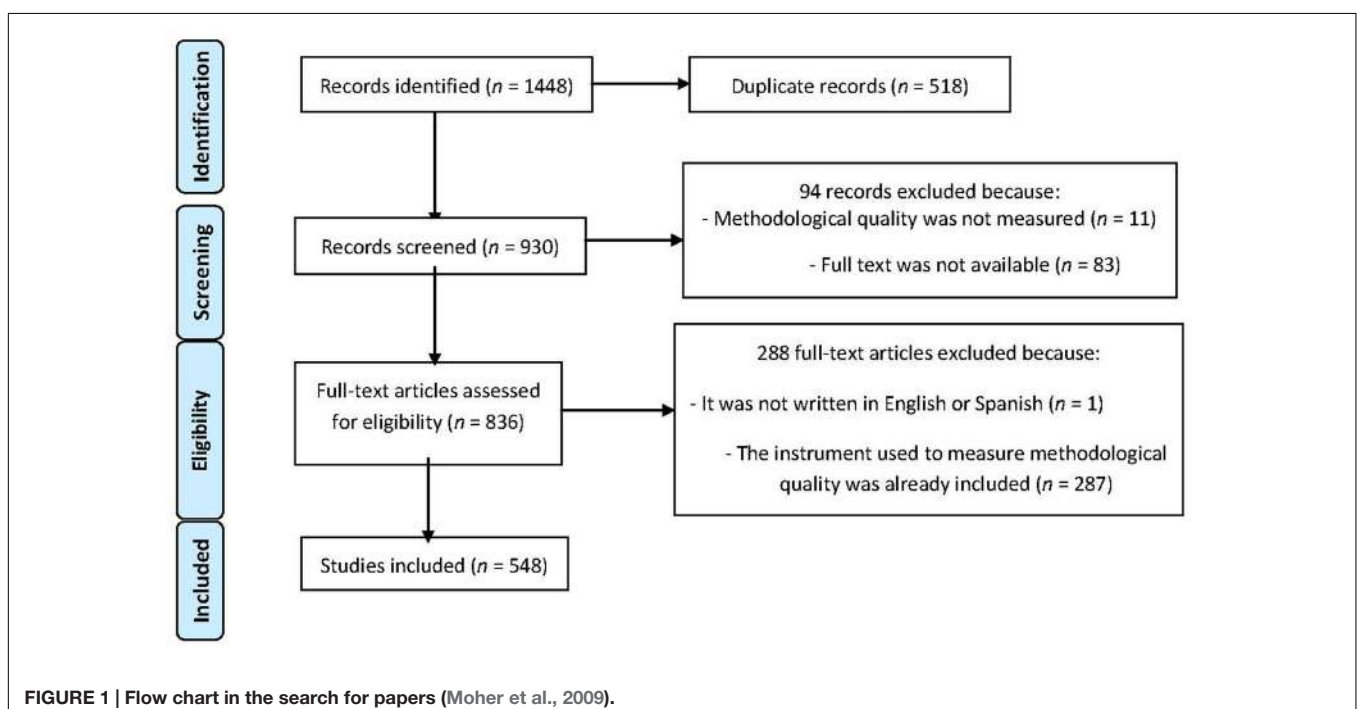 Identification
Records identified (n = 1448)
Duplicate records (n = 518)
Screening
Records screened (n = 930)
94 records excluded because:
- Methodological quality was not measured (n = 11)
- Full text was not available (n = 83)
Eligibility
Full-text articles assessed
for eligibility (n = 836)
288 full-text articles excluded because:
- It was not written in English or Spanish (n = 1)
- The instrument used to measure methodological
quality was already included (n = 287)
Included
Studies included (n = 548)
FIGURE 1 | Flow chart in the search for papers (Moher et al., 2009).